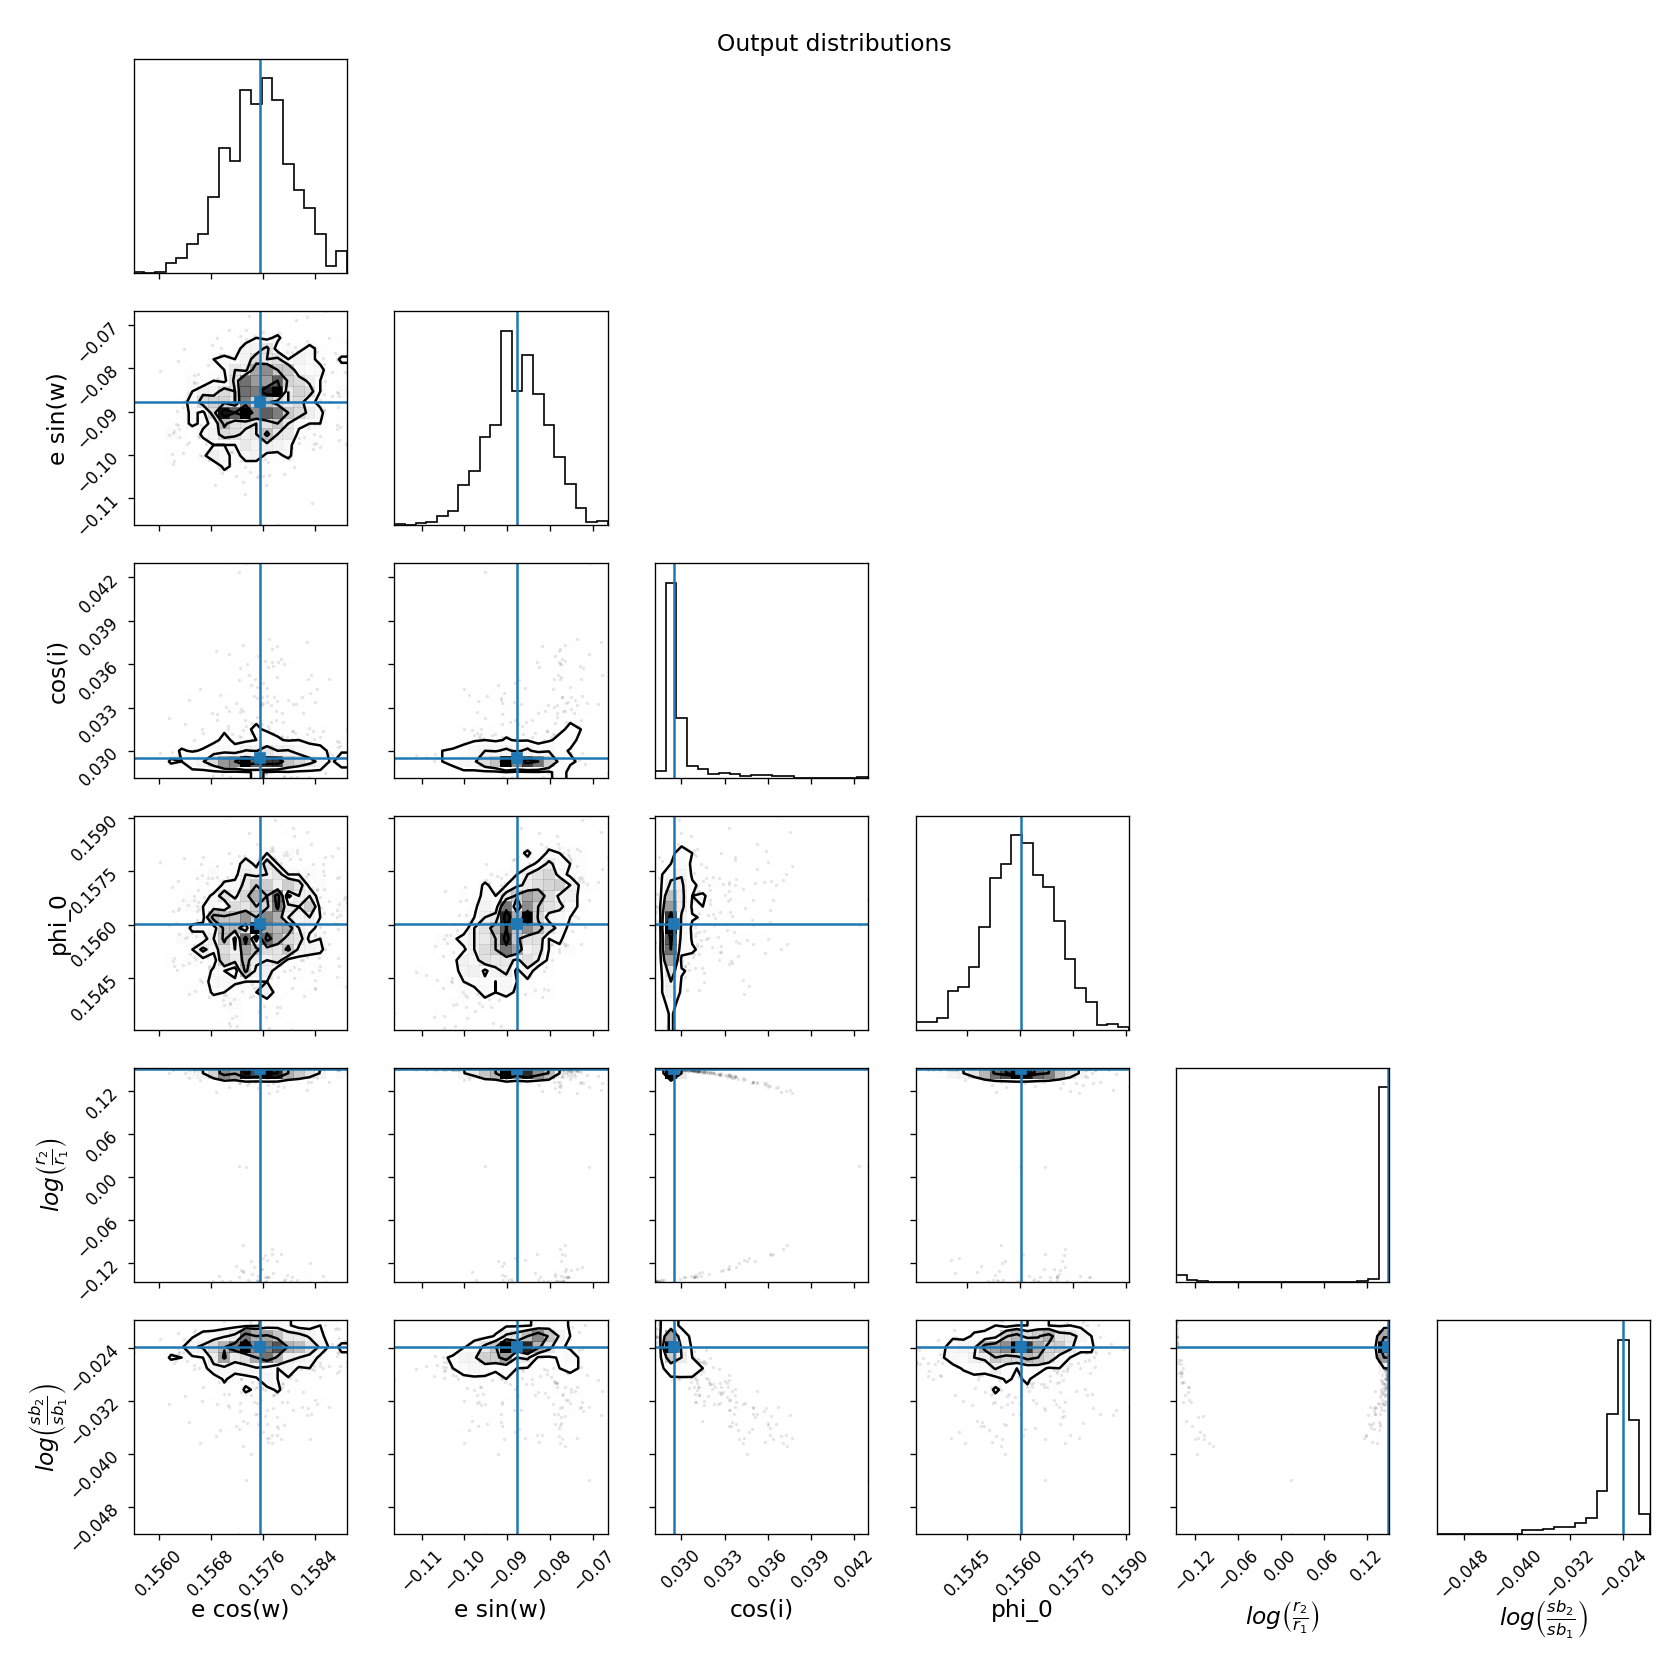 Output distributions
e sin(w)
−0.07
−0.08
−0.09
−0.10
−0.11
cos(i)
0.042
0.039
0.036
0.033
0.030
phi_0
0.1590
0.1575
0.1560
0.1545
log(r₂/r₁)
0.12
0.06
0.00
−0.06
−0.12
log(sb₂/sb₁)
−0.024
−0.032
−0.040
−0.048
0.1560 0.1568 0.1576 0.1584
−0.11 −0.10 −0.09 −0.08 −0.07
0.030 0.033 0.036 0.039 0.042
0.1545 0.1560 0.1575 0.1590
−0.12 −0.06 0.00 0.06 0.12
−0.048 −0.040 −0.032 −0.024
e cos(w)
e sin(w)
cos(i)
phi_0
log(r₂/r₁)
log(sb₂/sb₁)